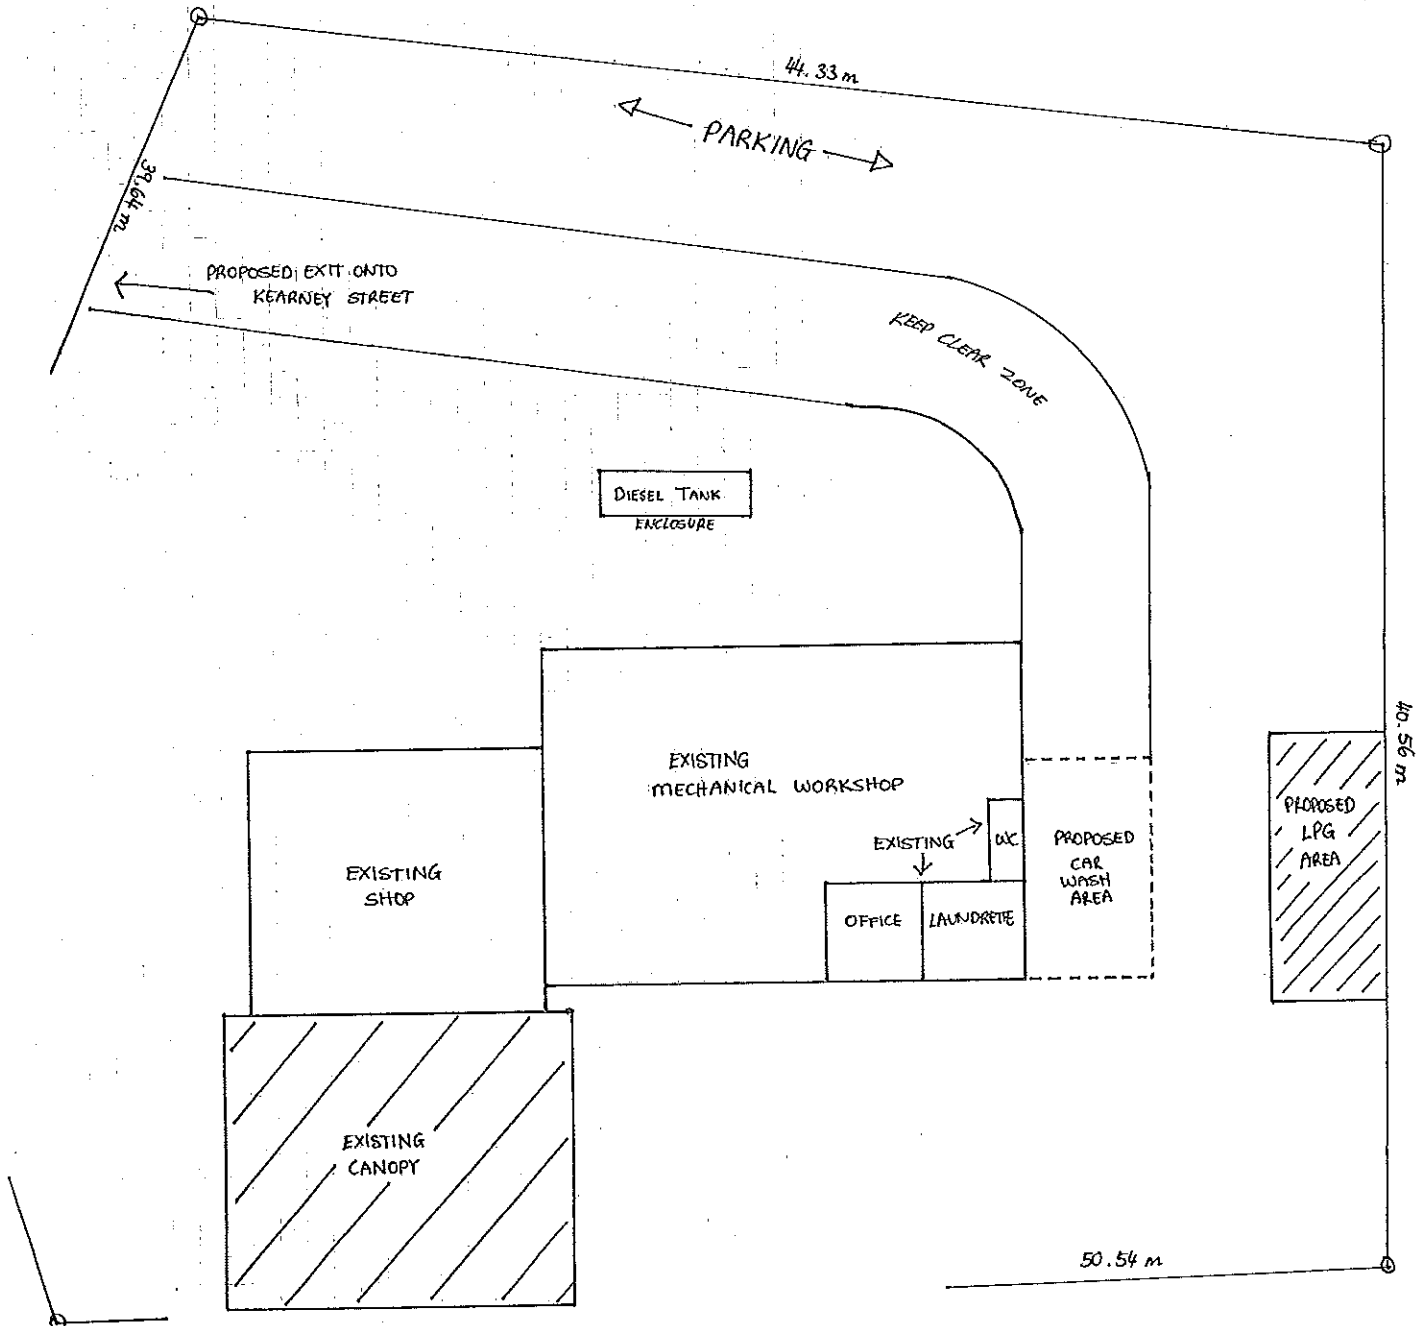 44.33 m
PARKING
39.64 m
PROPOSED EXIT ONTO
KEARNEY STREET
KEEP CLEAR ZONE
DIESEL TANK
ENCLOSURE
40.56 m
EXISTING
MECHANICAL WORKSHOP
PROPOSED
LPG
AREA
EXISTING
WC
PROPOSED
CAR
WASH
AREA
EXISTING
SHOP
OFFICE
LAUNDRETE
EXISTING
CANOPY
50.54 m